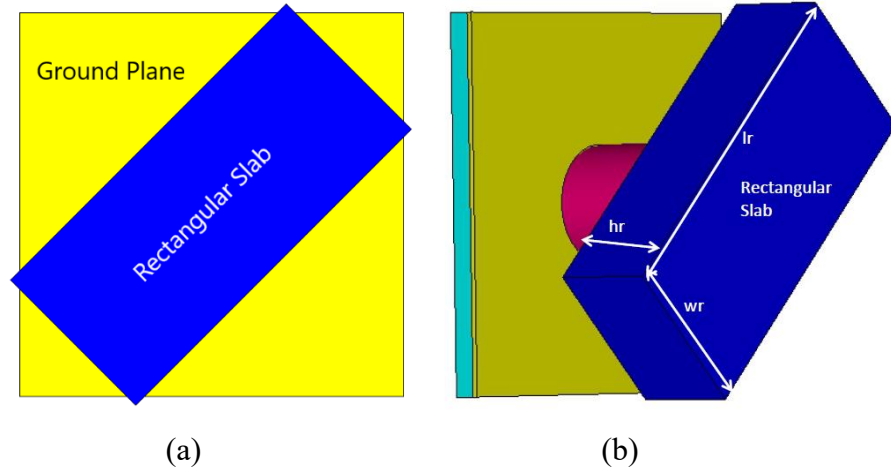 Ground Plane
Rectangular Slab
lr
Rectangular
Slab
hr
wr
(a)
(b)